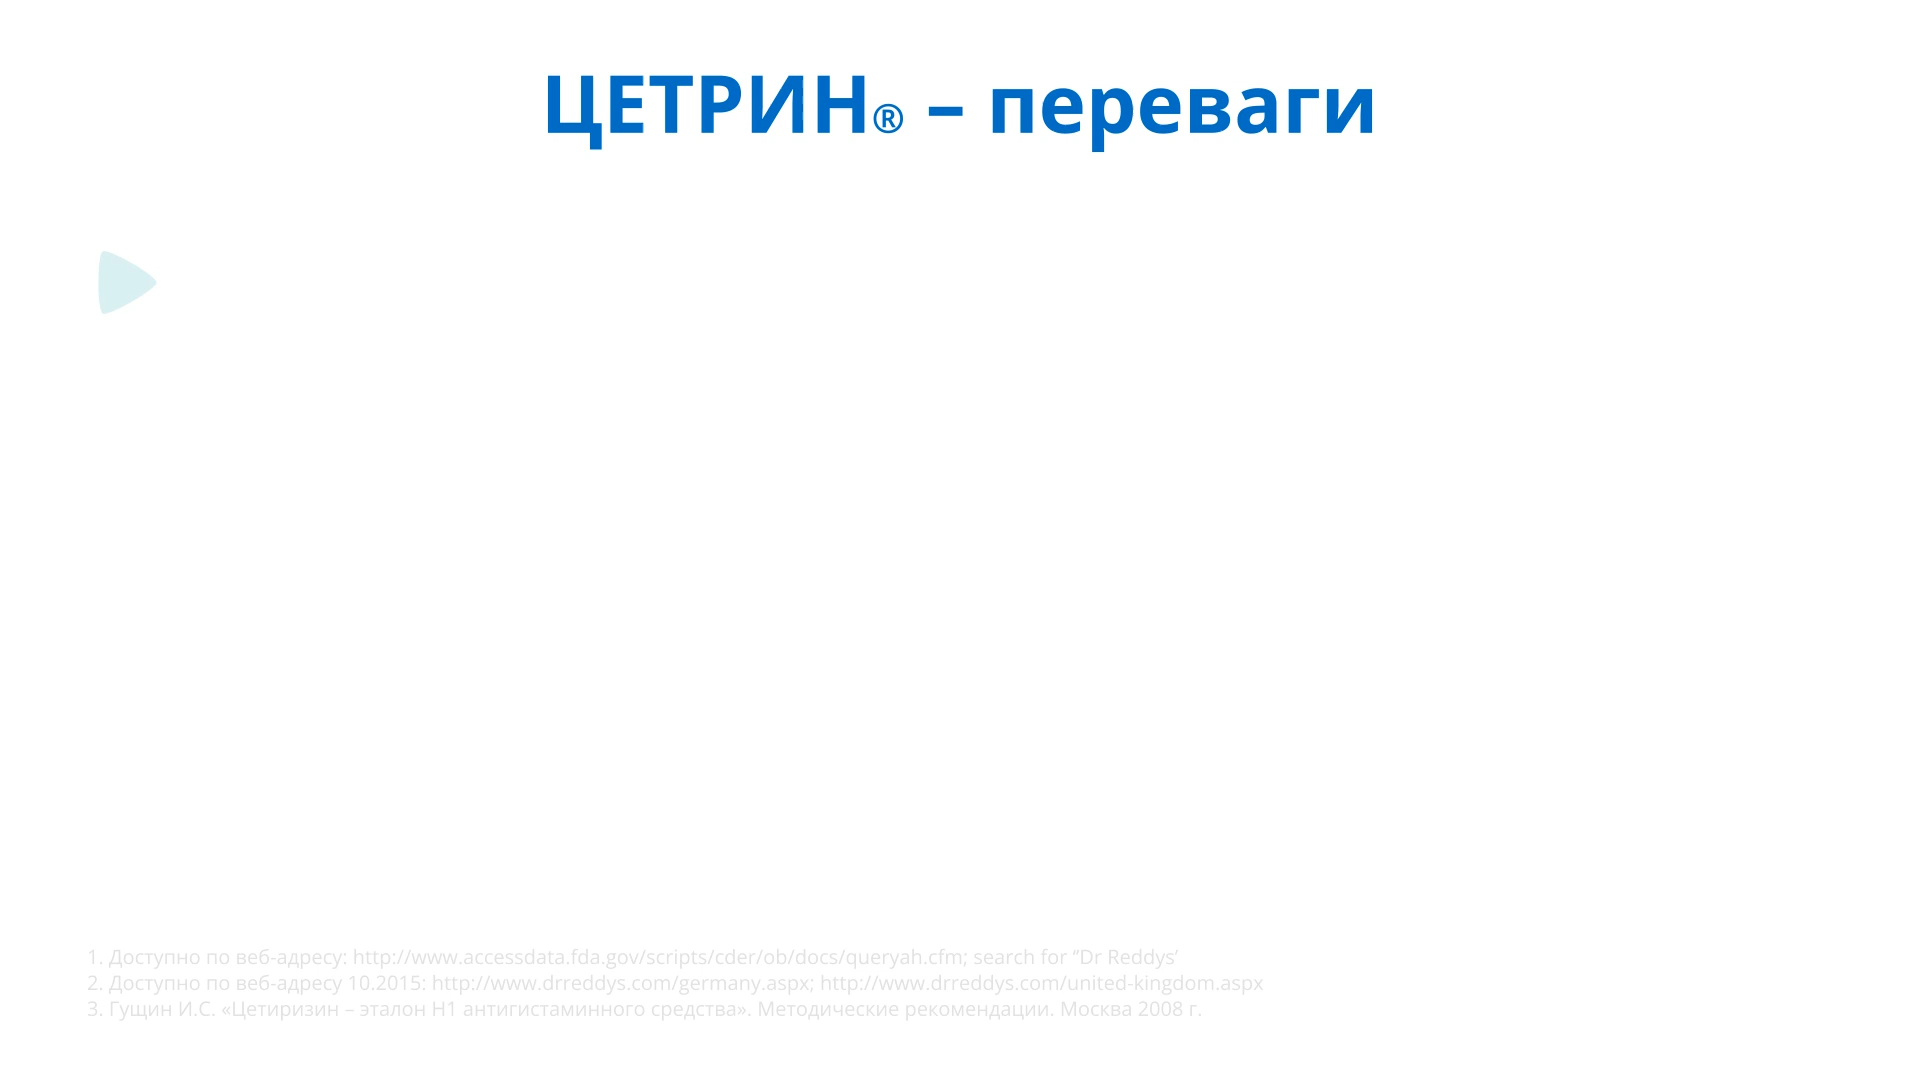 ЦЕТРИН® – переваги
1. Доступно по веб-адресу: http://www.accessdata.fda.gov/scripts/cder/ob/docs/queryah.cfm; search for “Dr Reddys‘
2. Доступно по веб-адресу 10.2015: http://www.drreddys.com/germany.aspx; http://www.drreddys.com/united-kingdom.aspx
3. Гущин И.С. «Цетиризин – эталон H1 антигистаминного средства». Методические рекомендации. Москва 2008 г.